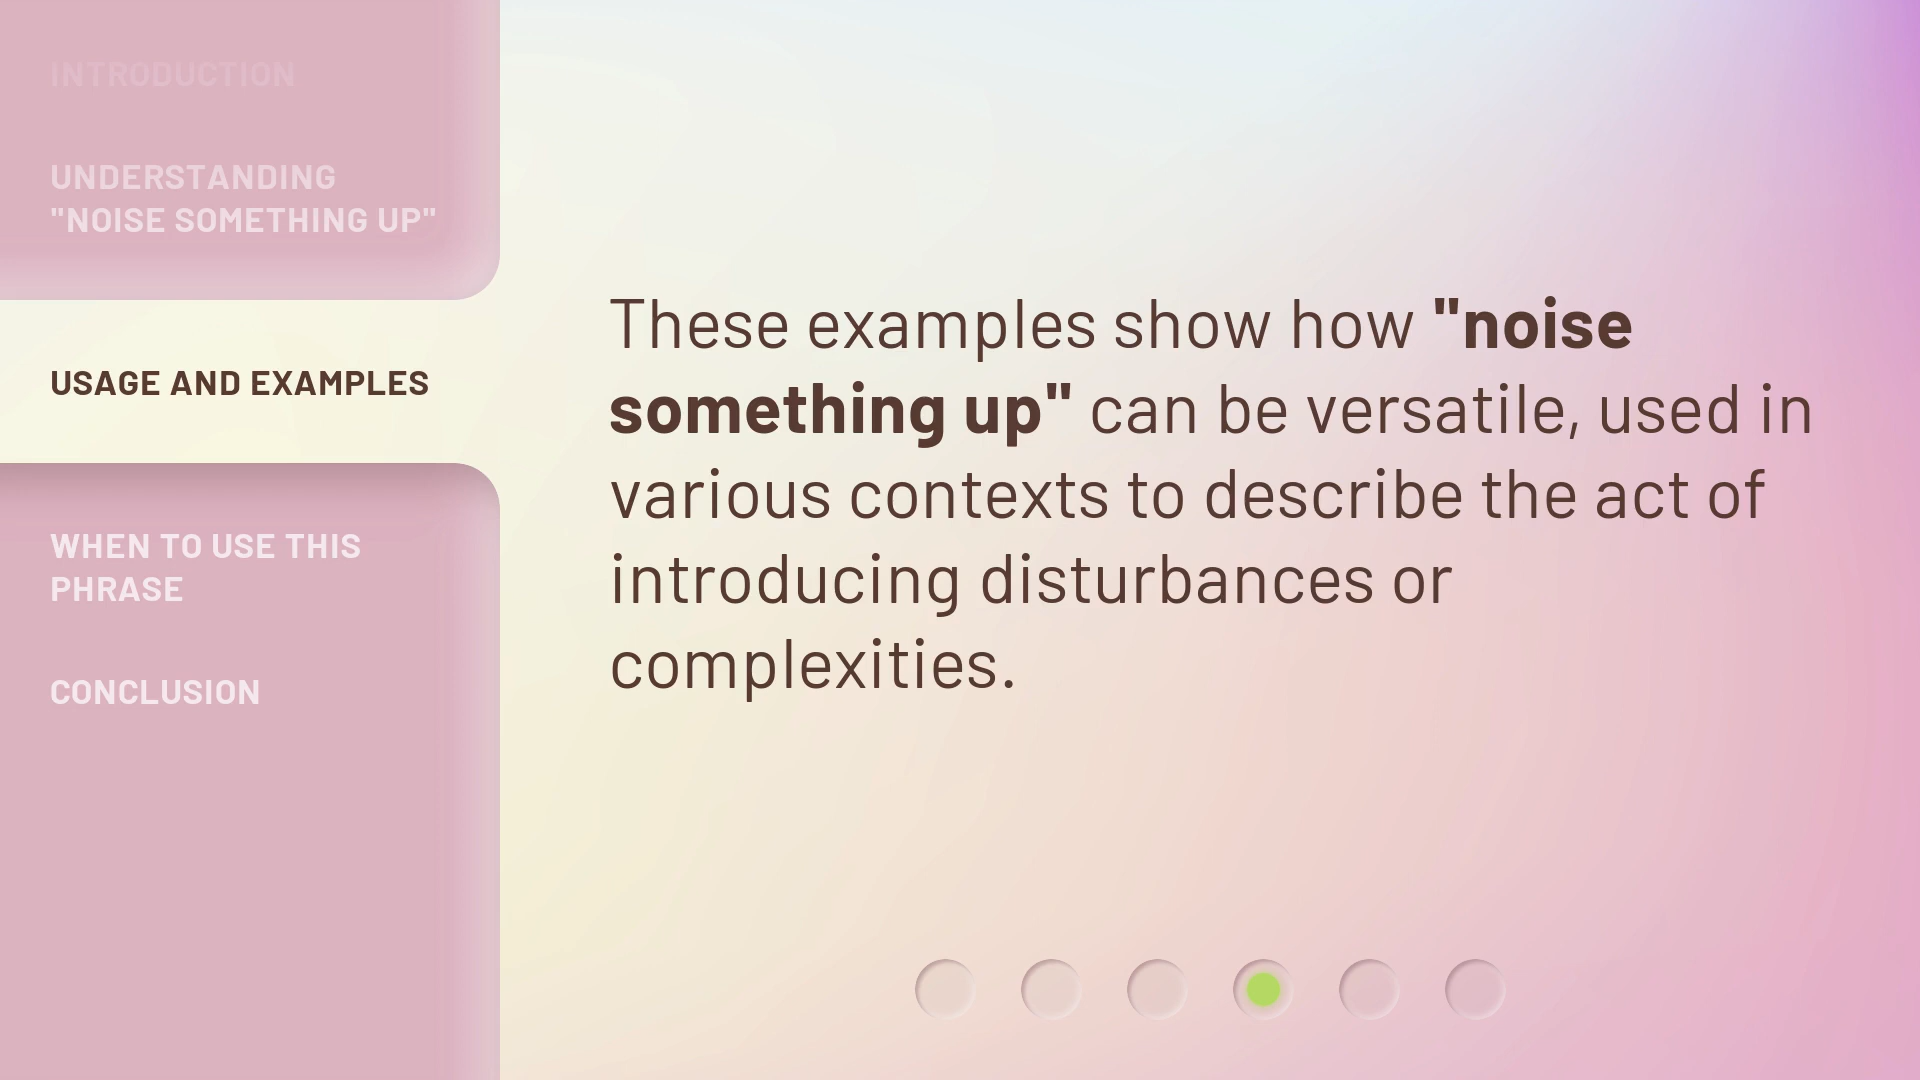 INTRODUCTION
UNDERSTANDING
"NOISE SOMETHING UP"
USAGE AND EXAMPLES
WHEN TO USE THIS
PHRASE
CONCLUSION
These examples show how "noise
something up" can be versatile, used in
various contexts to describe the act of
introducing disturbances or
complexities.